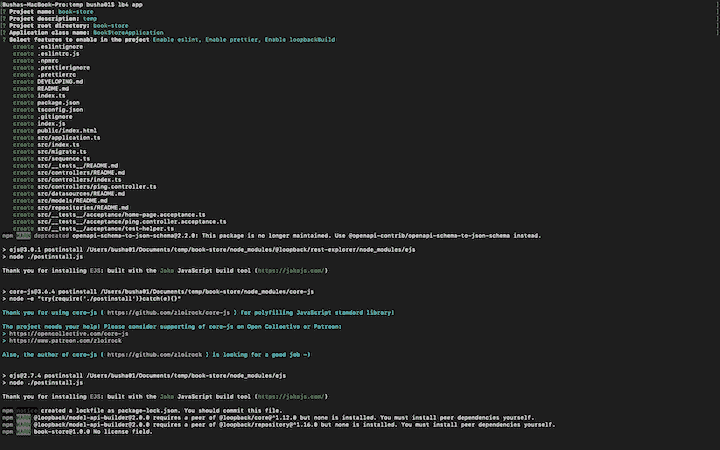 Bushas-MacBook-Pro:temp busha01$ lb4 app
? Project name: book-store
? Project description: temp
? Project root directory: book-store
? Application class name: BookStoreApplication
? Select features to enable in the project Enable eslint, Enable prettier, Enable loopbackBuild
create .eslintignore
create .eslintrc.js
create .npmrc
create .prettierignore
create .prettierrc
create DEVELOPING.md
create README.md
create index.ts
create package.json
create tsconfig.json
create .gitignore
create index.js
create public/index.html
create src/application.ts
create src/index.ts
create src/migrate.ts
create src/sequence.ts
create src/__tests__/README.md
create src/controllers/README.md
create src/controllers/index.ts
create src/controllers/ping.controller.ts
create src/datasources/README.md
create src/models/README.md
create src/repositories/README.md
create src/__tests__/acceptance/home-page.acceptance.ts
create src/__tests__/acceptance/ping.controller.acceptance.ts
create src/__tests__/acceptance/test-helper.ts
npm WARN deprecated openapi-schema-to-json-schema@2.2.0: This package is no longer maintained. Use @openapi-contrib/openapi-schema-to-json-schema instead.
> ejs@3.0.1 postinstall /Users/busha01/Documents/temp/book-store/node_modules/@loopback/rest-explorer/node_modules/ejs
> node ./postinstall.js
Thank you for installing EJS: built with the Jake JavaScript build tool (https://jakejs.com/)
> core-js@3.6.4 postinstall /Users/busha01/Documents/temp/book-store/node_modules/core-js
> node -e "try{require('./postinstall')}catch(e){}"
Thank you for using core-js ( https://github.com/zloirock/core-js ) for polyfilling JavaScript standard library!
The project needs your help! Please consider supporting of core-js on Open Collective or Patreon:
> https://opencollective.com/core-js
> https://www.patreon.com/zloirock
Also, the author of core-js ( https://github.com/zloirock ) is looking for a good job -)
> ejs@2.7.4 postinstall /Users/busha01/Documents/temp/book-store/node_modules/ejs
> node ./postinstall.js
Thank you for installing EJS: built with the Jake JavaScript build tool (https://jakejs.com/)
npm notice created a lockfile as package-lock.json. You should commit this file.
npm WARN @loopback/model-api-builder@2.0.0 requires a peer of @loopback/core@^1.12.0 but none is installed. You must install peer dependencies yourself.
npm WARN @loopback/model-api-builder@2.0.0 requires a peer of @loopback/repository@^1.16.0 but none is installed. You must install peer dependencies yourself.
npm WARN book-store@1.0.0 No license field.